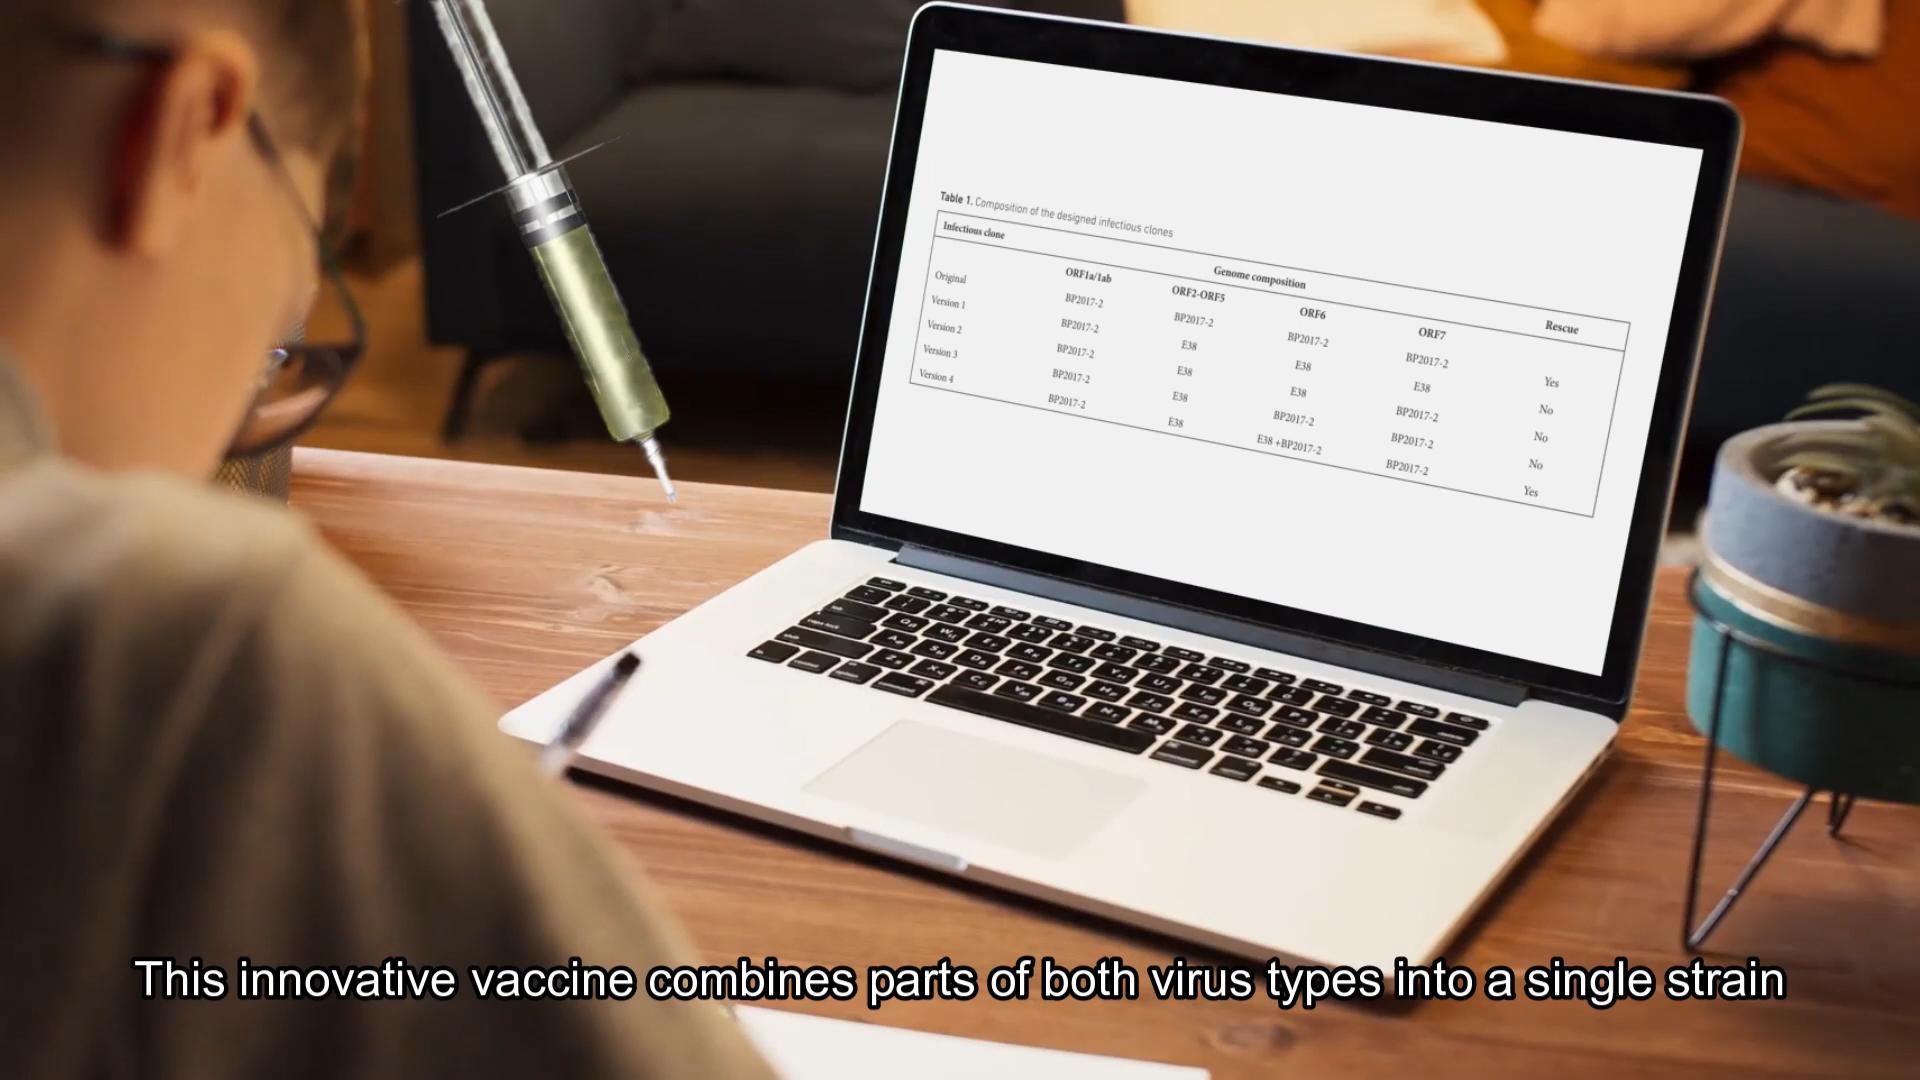 Table 1. Composition of the designed infectious clones
Infectious clone Genome composition Rescue
ORF1a/1ab ORF2-ORF5 ORF6 ORF7
Original BP2017-2 BP2017-2 BP2017-2 BP2017-2 Yes
Version 1 BP2017-2 E38 E38 E38 No
Version 2 BP2017-2 E38 E38 BP2017-2 No
Version 3 BP2017-2 E38 BP2017-2 BP2017-2 No
Version 4 BP2017-2 E38 E38 +BP2017-2 BP2017-2 Yes
This innovative vaccine combines parts of both virus types into a single strain